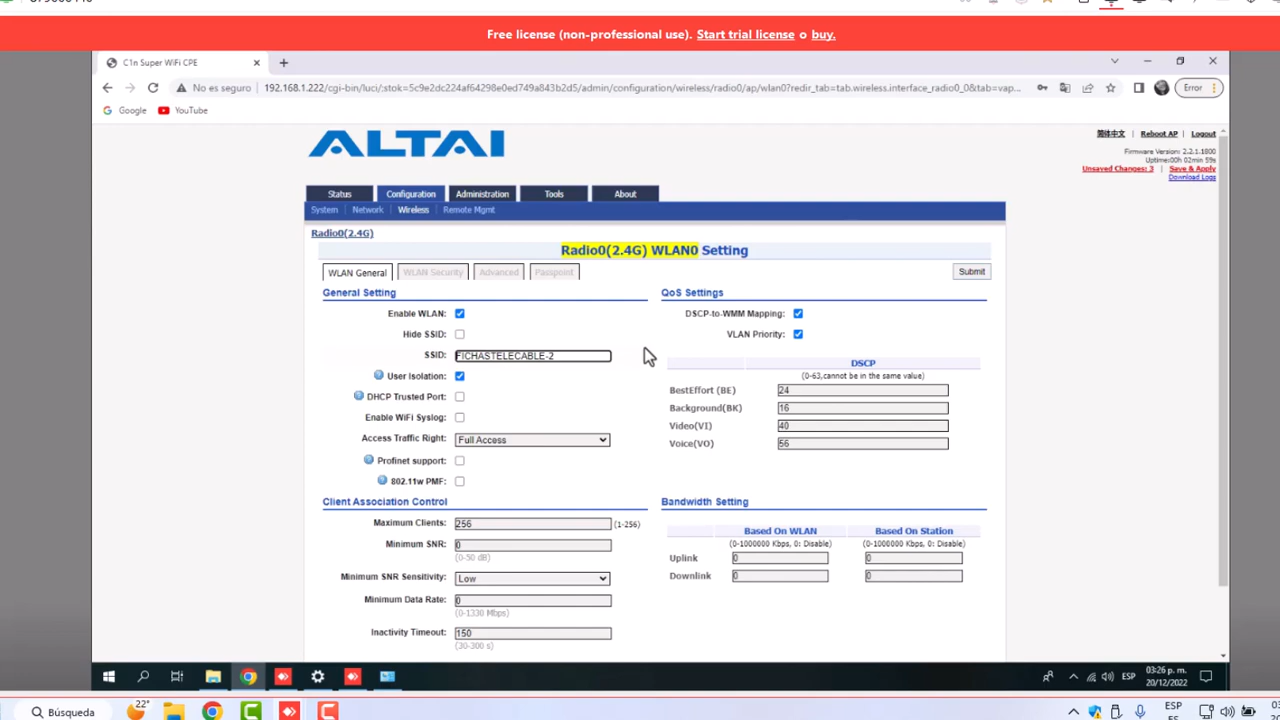 Free license (non-professional use). Start trial license o buy.
C1n Super WiFi CPE
No es seguro 192.168.1.222/cgi-bin/luci/;stok=5c9e2dc224af64298e0ed749a843b2d5/admin/configuration/wireless/radio0/ap/wlan0?redir_tab=tab.wireless.interface_radio0_0&tab=vap... Error
Google YouTube
ALTAI
简体中文 Reboot AP Logout
Firmware Version: 2.2.1.1800
Uptime:00h 02min 59s
Unsaved Changes: 3 Save & Apply
Download Logs
Status Configuration Administration Tools About
System Network Wireless Remote Mgmt
Radio0(2.4G)
Radio0(2.4G) WLAN0 Setting
WLAN General WLAN Security Advanced Passpoint Submit
General Setting QoS Settings
Enable WLAN: DSCP-to-WMM Mapping:
Hide SSID: VLAN Priority:
SSID: FICHASTELECABLE-2
DSCP
User Isolation: (0-63,cannot be in the same value)
DHCP Trusted Port: BestEffort (BE) 24
Enable WiFi Syslog: Background(BK) 16
Video(VI) 40
Access Traffic Right: Full Access Voice(VO) 56
Profinet support:
802.11w PMF:
Client Association Control Bandwidth Setting
Maximum Clients: 256 (1-256)
Based On WLAN Based On Station
Minimum SNR: 0 (0-1000000 Kbps, 0: Disable) (0-1000000 Kbps, 0: Disable)
(0-50 dB) Uplink 0 0
Minimum SNR Sensitivity: Low Downlink 0 0
Minimum Data Rate: 0
(0-1330 Mbps)
Inactivity Timeout: 150
(30-300 s)
ESP 03:26 p. m.
20/12/2022
22°
Búsqueda ESP